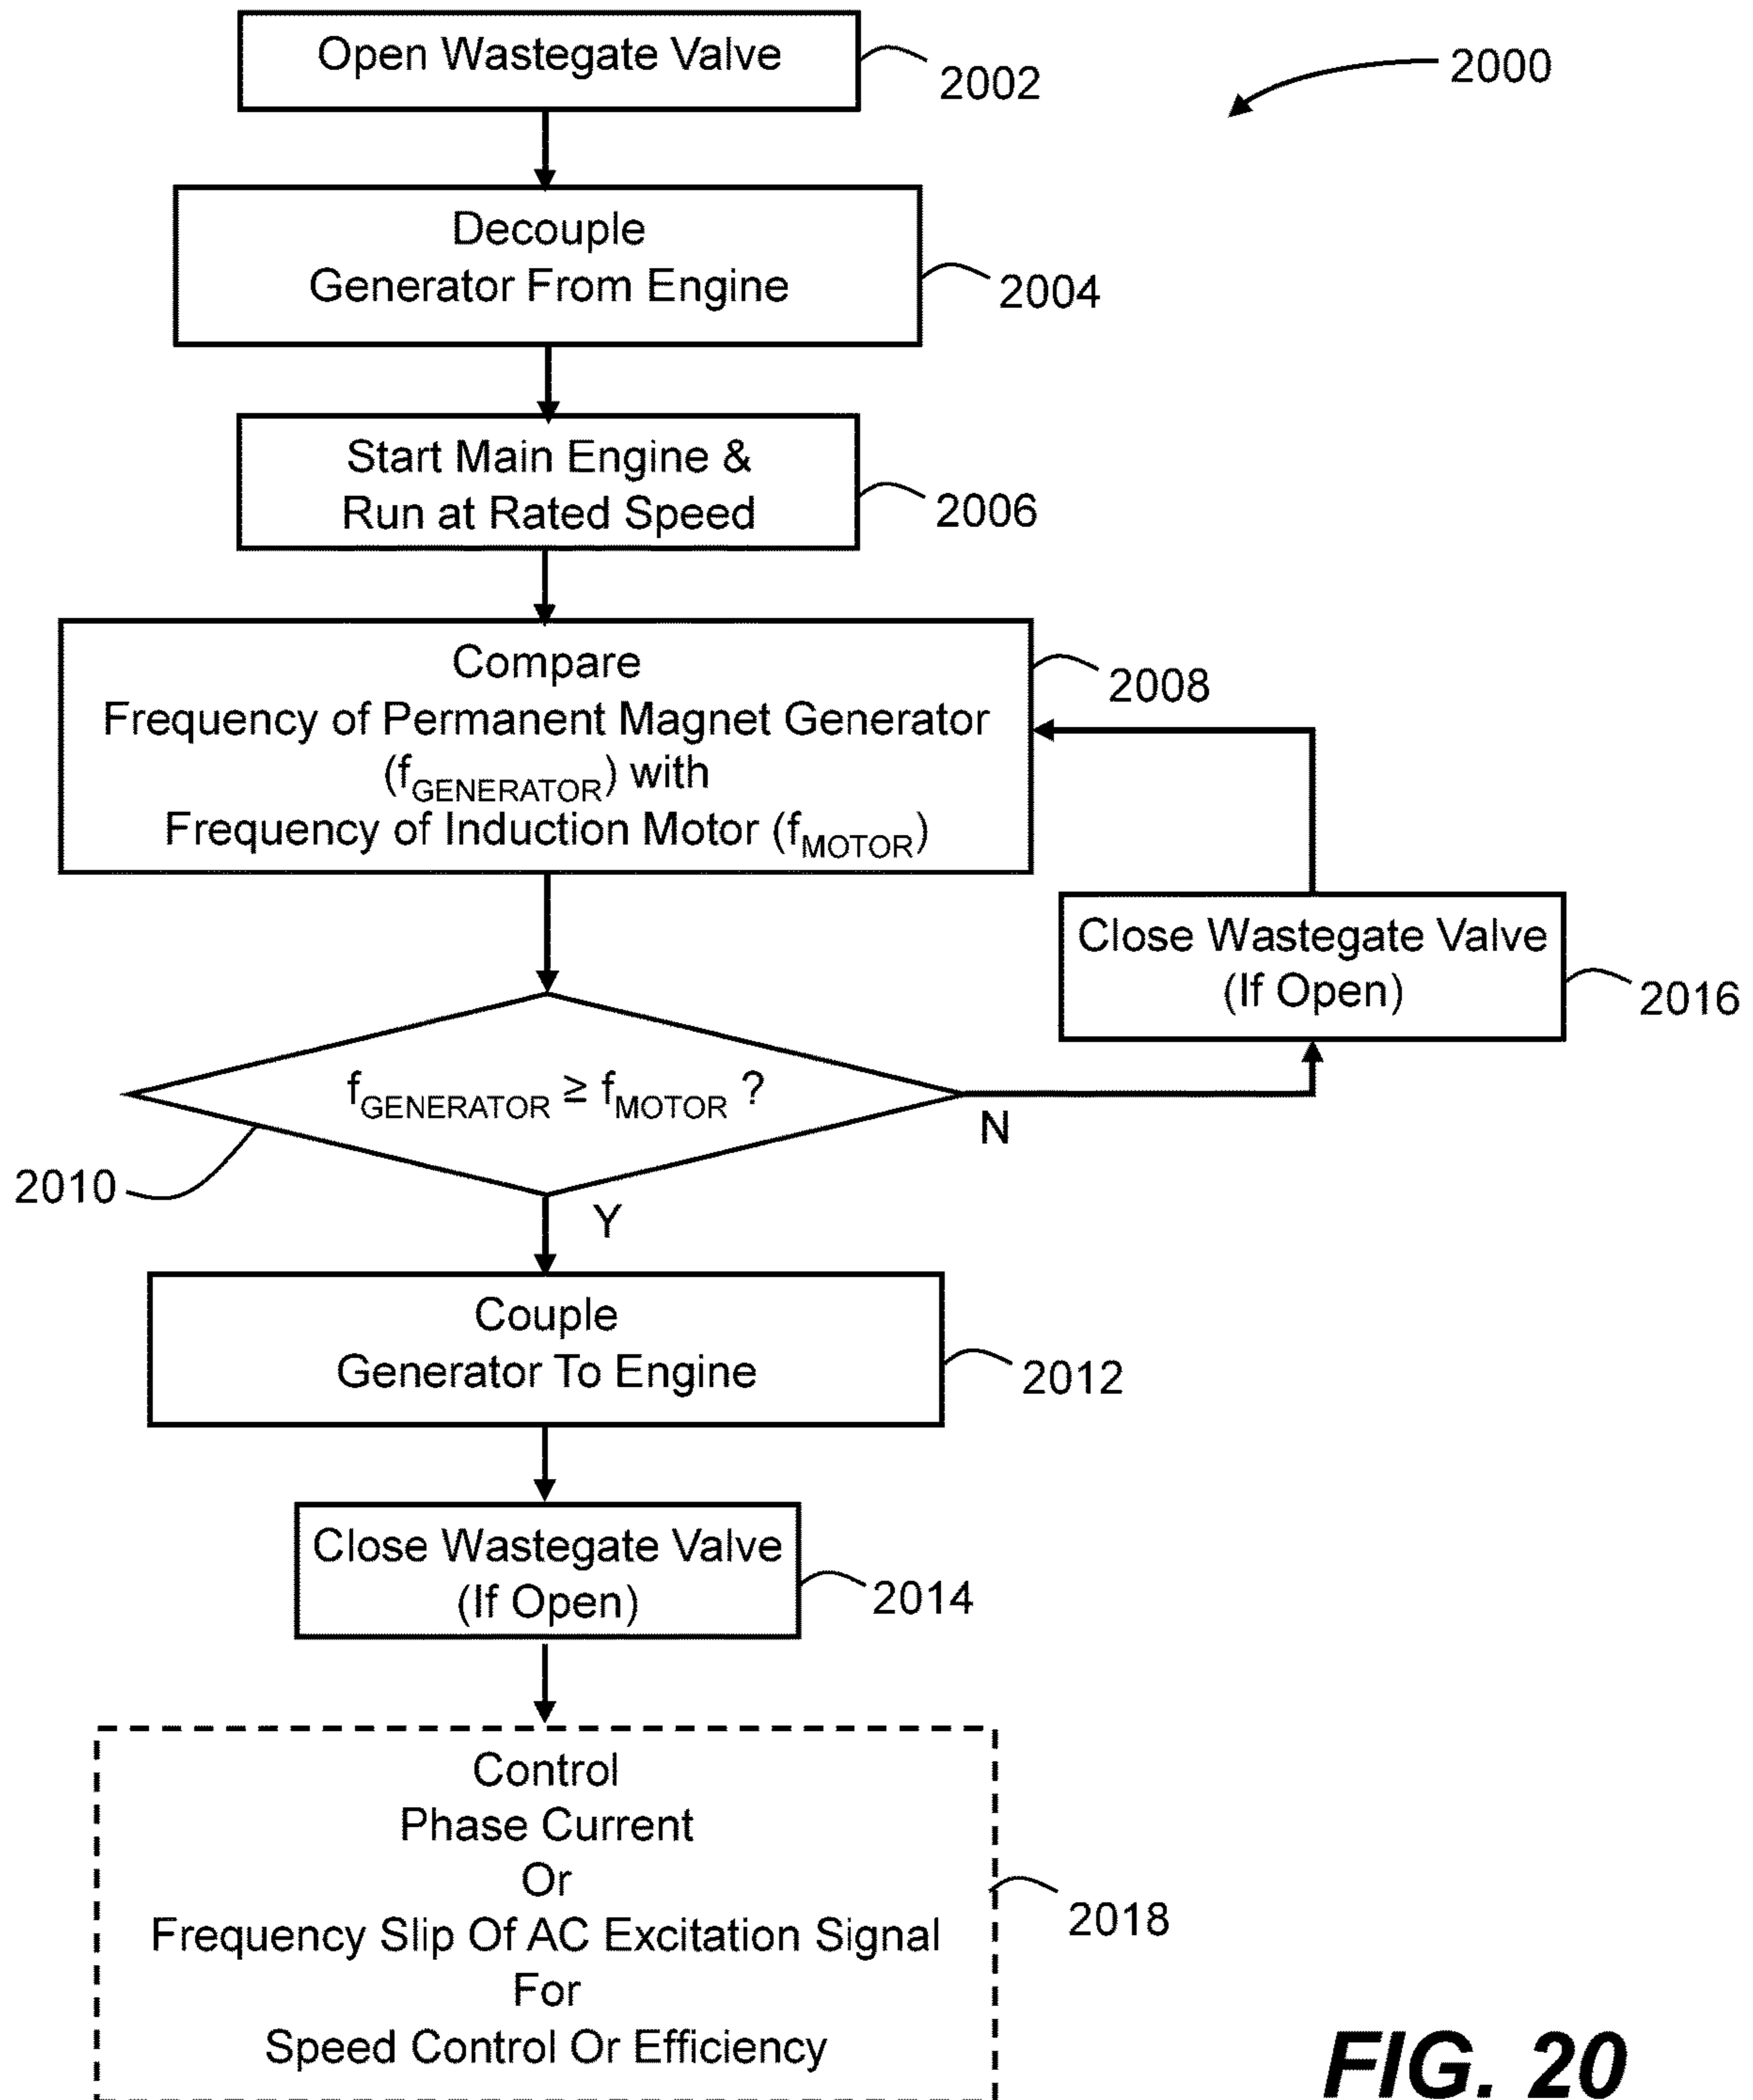 Open Wastegate Valve
2002
2000
Decouple
Generator From Engine
2004
Start Main Engine &
Run at Rated Speed
2006
Compare
Frequency of Permanent Magnet Generator
(fGENERATOR) with
Frequency of Induction Motor (fMOTOR)
2008
Close Wastegate Valve
(If Open)
2016
fGENERATOR ≥ fMOTOR ?
N
2010
Y
Couple
Generator To Engine
2012
Close Wastegate Valve
(If Open)
2014
Control
Phase Current
Or
Frequency Slip Of AC Excitation Signal
For
Speed Control Or Efficiency
2018
FIG. 20